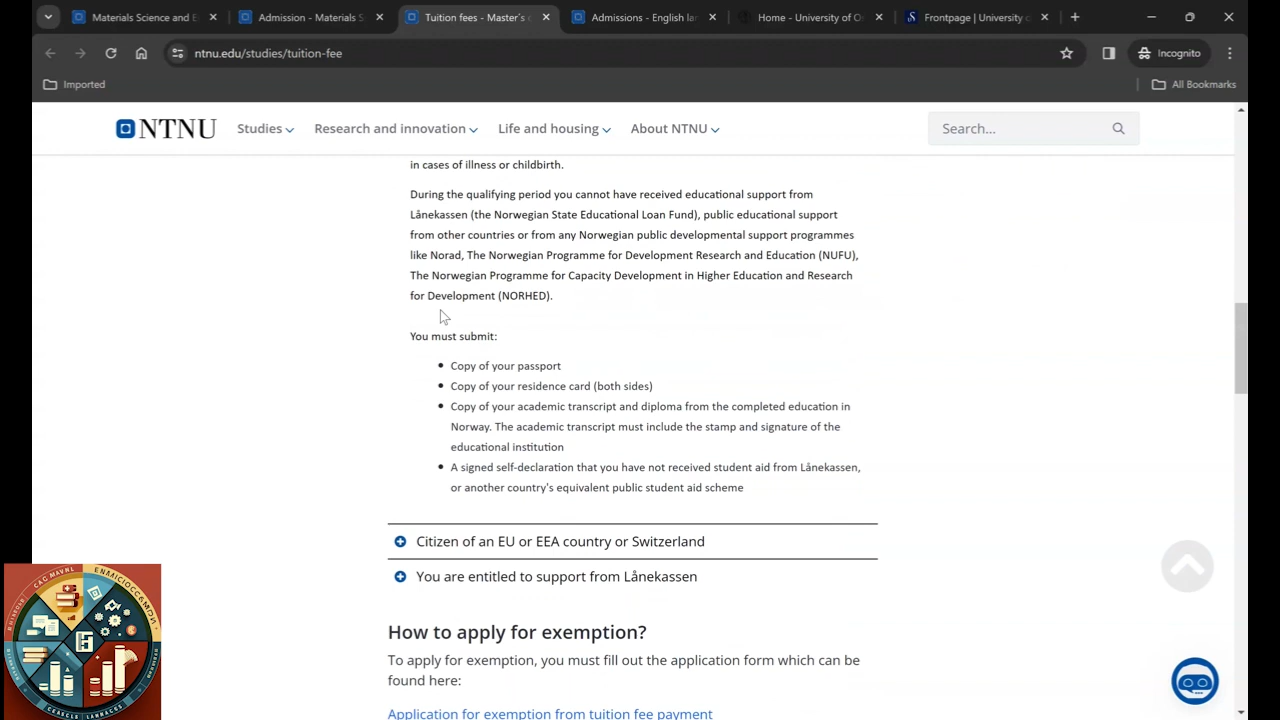 Materials Science and E
Admission - Materials S
Tuition fees - Master's c
Admissions - English la
Home - University of Os
Frontpage | University c
ntnu.edu/studies/tuition-fee
Incognito
Imported
All Bookmarks
NTNU
Studies
Research and innovation
Life and housing
About NTNU
Search...
in cases of illness or childbirth.
During the qualifying period you cannot have received educational support from
Lånekassen (the Norwegian State Educational Loan Fund), public educational support
from other countries or from any Norwegian public developmental support programmes
like Norad, The Norwegian Programme for Development Research and Education (NUFU),
The Norwegian Programme for Capacity Development in Higher Education and Research
for Development (NORHED).
You must submit:
Copy of your passport
Copy of your residence card (both sides)
Copy of your academic transcript and diploma from the completed education in
Norway. The academic transcript must include the stamp and signature of the
educational institution
A signed self-declaration that you have not received student aid from Lånekassen,
or another country's equivalent public student aid scheme
Citizen of an EU or EEA country or Switzerland
You are entitled to support from Lånekassen
How to apply for exemption?
To apply for exemption, you must fill out the application form which can be
found here:
Application for exemption from tuition fee payment